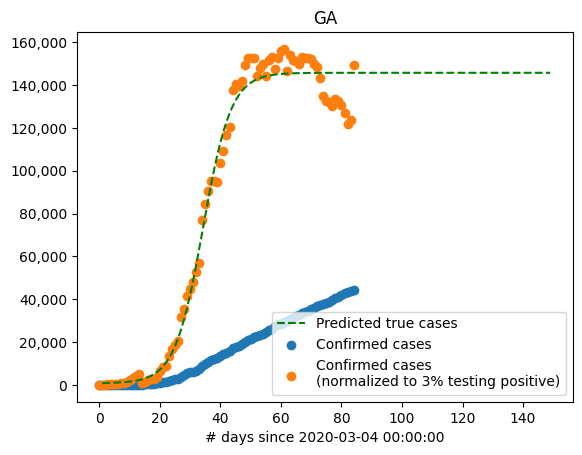 GA
160,000
140,000
120,000
100,000
80,000
60,000
40,000
20,000
0
Predicted true cases
Confirmed cases
Confirmed cases
(normalized to 3% testing positive)
0 20 40 60 80 100 120 140
# days since 2020-03-04 00:00:00